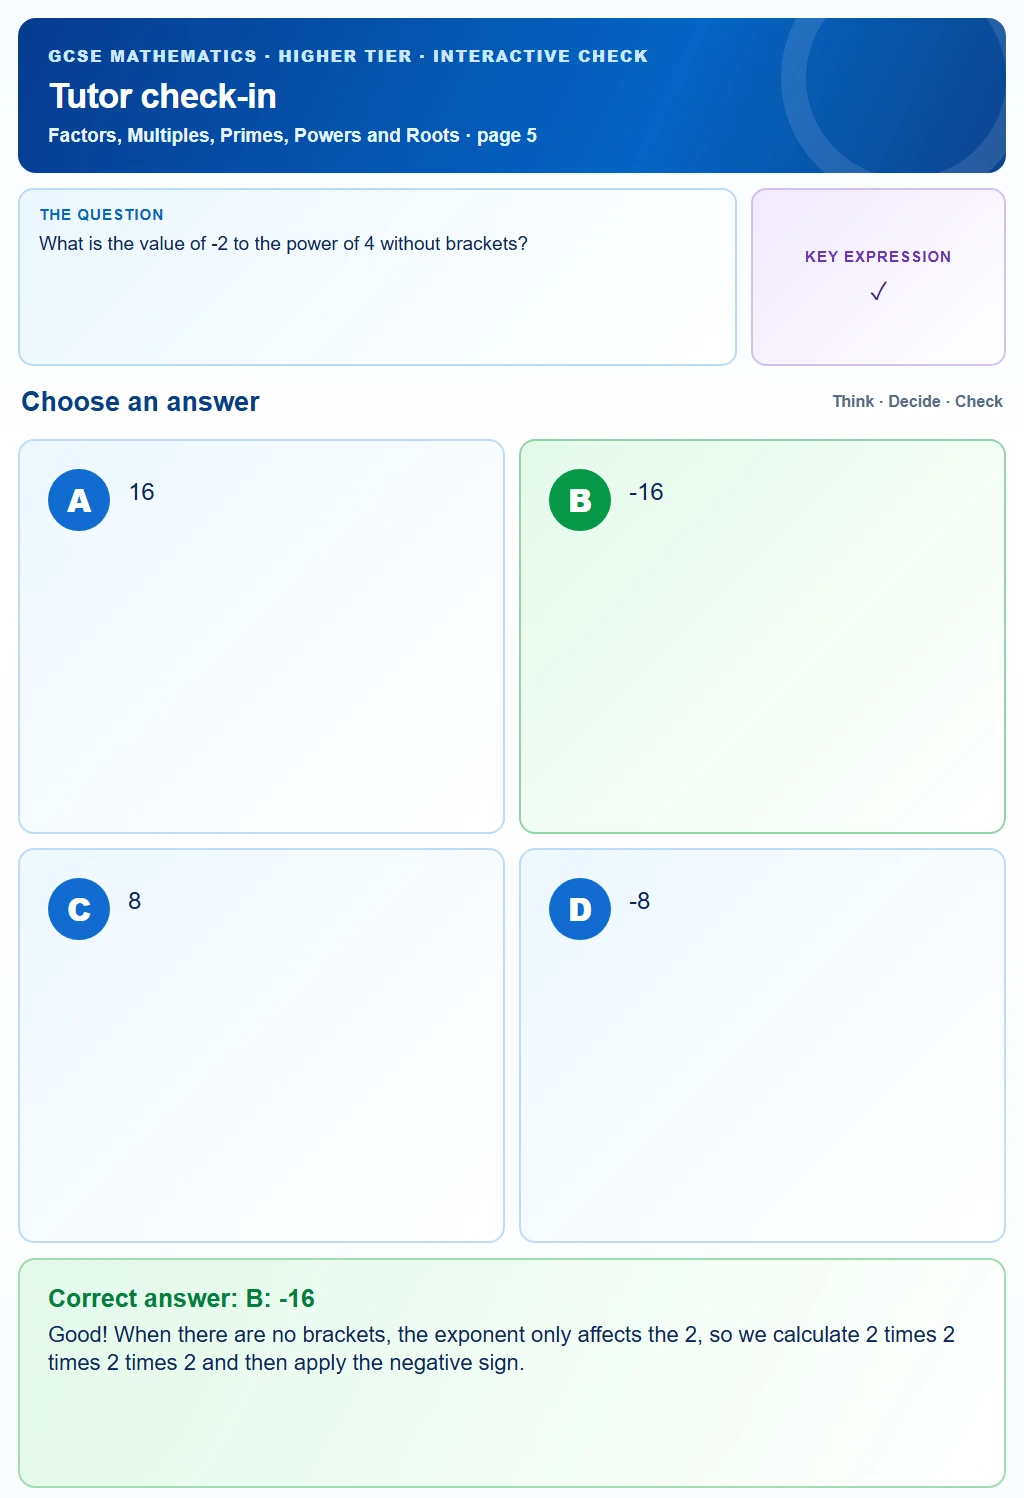 GCSE MATHEMATICS · HIGHER TIER · INTERACTIVE CHECK
Tutor check-in
Factors, Multiples, Primes, Powers and Roots · page 5
THE QUESTION
What is the value of -2 to the power of 4 without brackets?
KEY EXPRESSION
✓
Choose an answer
Think · Decide · Check
A 16
B -16
C 8
D -8
Correct answer: B: -16
Good! When there are no brackets, the exponent only affects the 2, so we calculate 2 times 2
times 2 times 2 and then apply the negative sign.